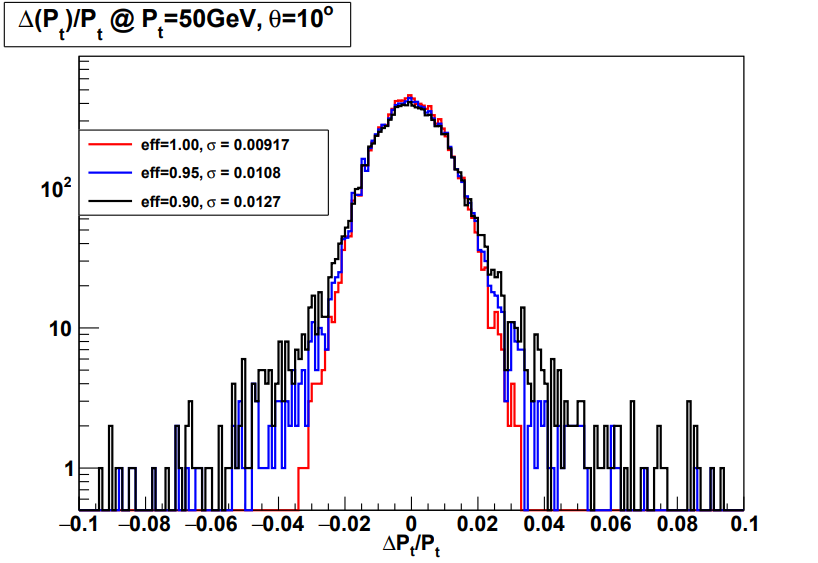 Δ(Pt)/Pt @ Pt=50GeV, θ=10°
eff=1.00, σ = 0.00917
eff=0.95, σ = 0.0108
eff=0.90, σ = 0.0127
10²
10
1
−0.1 −0.08 −0.06 −0.04 −0.02 0 0.02 0.04 0.06 0.08 0.1
ΔPt/Pt